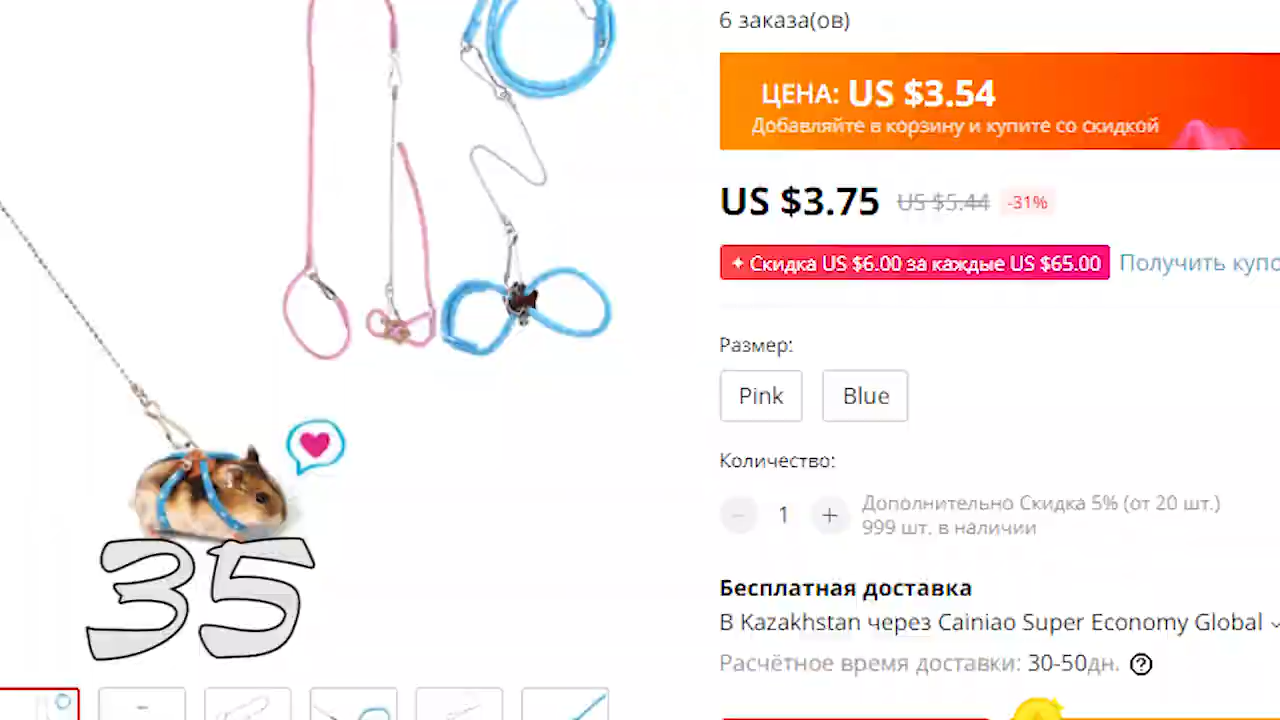 6 заказа(ов)
ЦЕНА: US $3.54
Добавляйте в корзину и купите со скидкой
US $3.75 US $5.44 -31%
Скидка US $6.00 за каждые US $65.00 Получить купо
Размер:
Pink Blue
Количество:
− 1 + Дополнительно Скидка 5% (от 20 шт.)
999 шт. в наличии
35
Бесплатная доставка
В Kazakhstan через Cainiao Super Economy Global
Расчётное время доставки: 30-50дн. ?